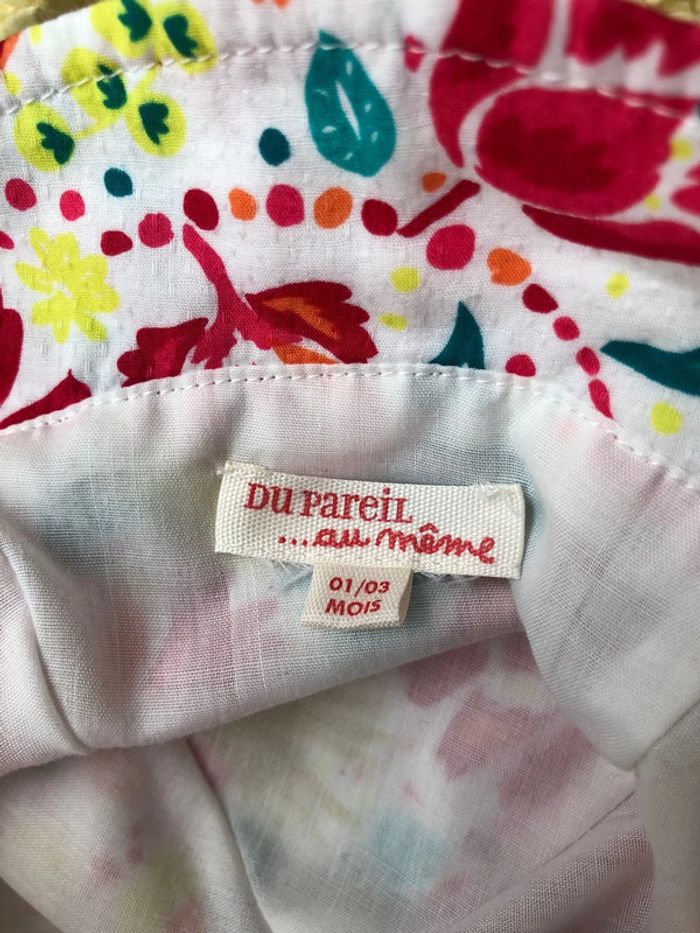 DU PareiL
...au même
01/03
MOIS